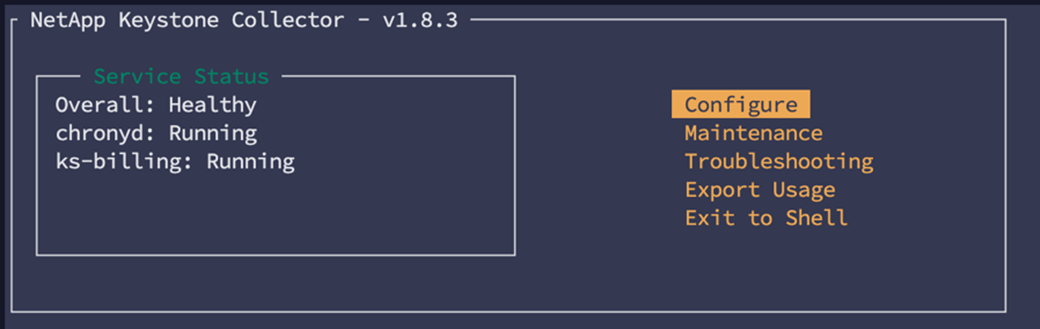 NetApp Keystone Collector - v1.8.3
Service Status
Overall: Healthy
chronyd: Running
ks-billing: Running
Configure
Maintenance
Troubleshooting
Export Usage
Exit to Shell